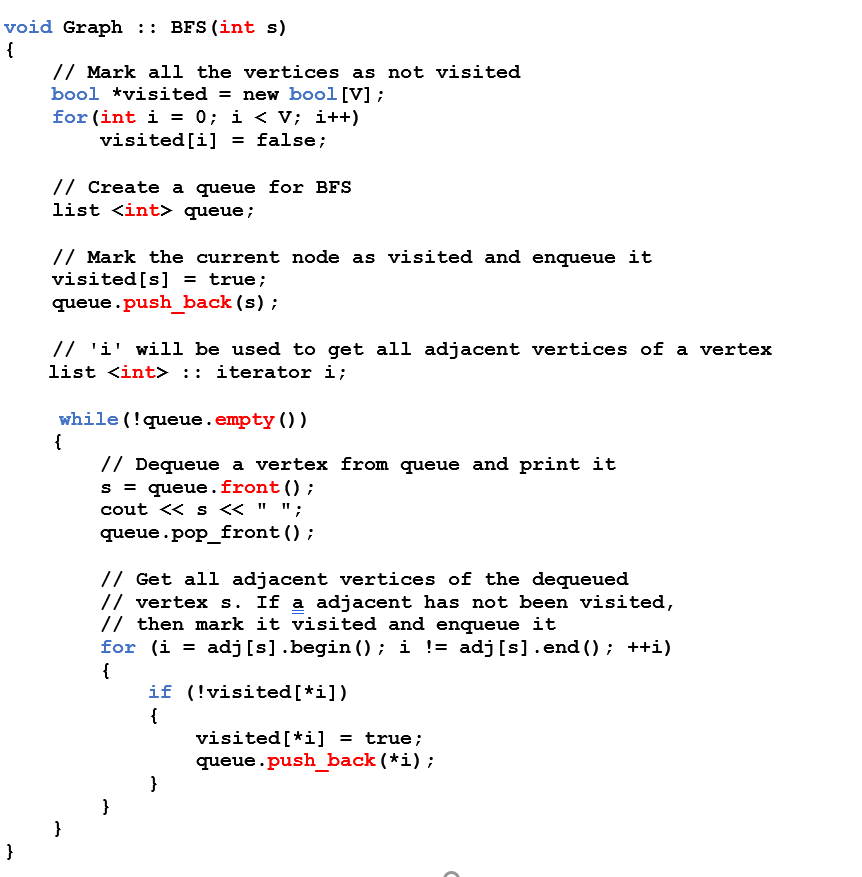 void Graph :: BFS(int s)
{
    // Mark all the vertices as not visited
    bool *visited = new bool[V];
    for(int i = 0; i < V; i++)
        visited[i] = false;

    // Create a queue for BFS
    list <int> queue;

    // Mark the current node as visited and enqueue it
    visited[s] = true;
    queue.push_back(s);

    // 'i' will be used to get all adjacent vertices of a vertex
    list <int> :: iterator i;

    while(!queue.empty())
    {
        // Dequeue a vertex from queue and print it
        s = queue.front();
        cout << s << " ";
        queue.pop_front();

        // Get all adjacent vertices of the dequeued
        // vertex s. If a adjacent has not been visited,
        // then mark it visited and enqueue it
        for (i = adj[s].begin(); i != adj[s].end(); ++i)
        {
            if (!visited[*i])
            {
                visited[*i] = true;
                queue.push_back(*i);
            }
        }
    }
}